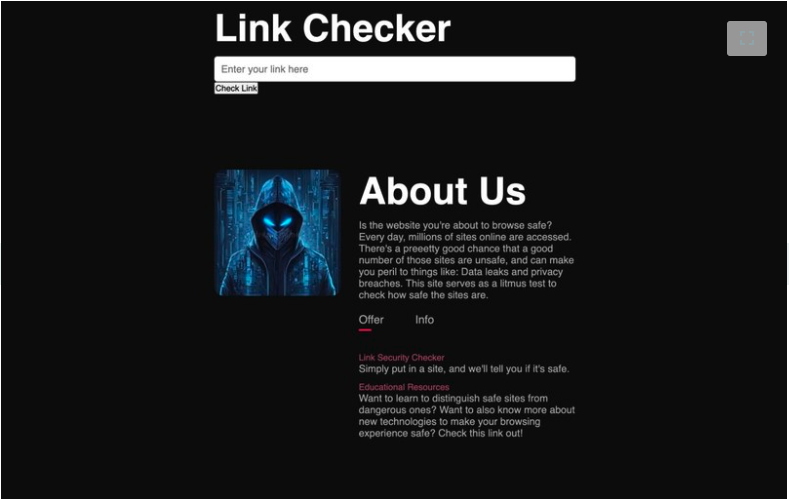 Link Checker
Enter your link here
Check Link
About Us
Is the website you're about to browse safe?
Every day, millions of sites online are accessed.
There's a preeetty good chance that a good
number of those sites are unsafe, and can make
you peril to things like: Data leaks and privacy
breaches. This site serves as a litmus test to
check how safe the sites are.
Offer Info
Link Security Checker
Simply put in a site, and we'll tell you if it's safe.
Educational Resources
Want to learn to distinguish safe sites from
dangerous ones? Want to also know more about
new technologies to make your browsing
experience safe? Check this link out!